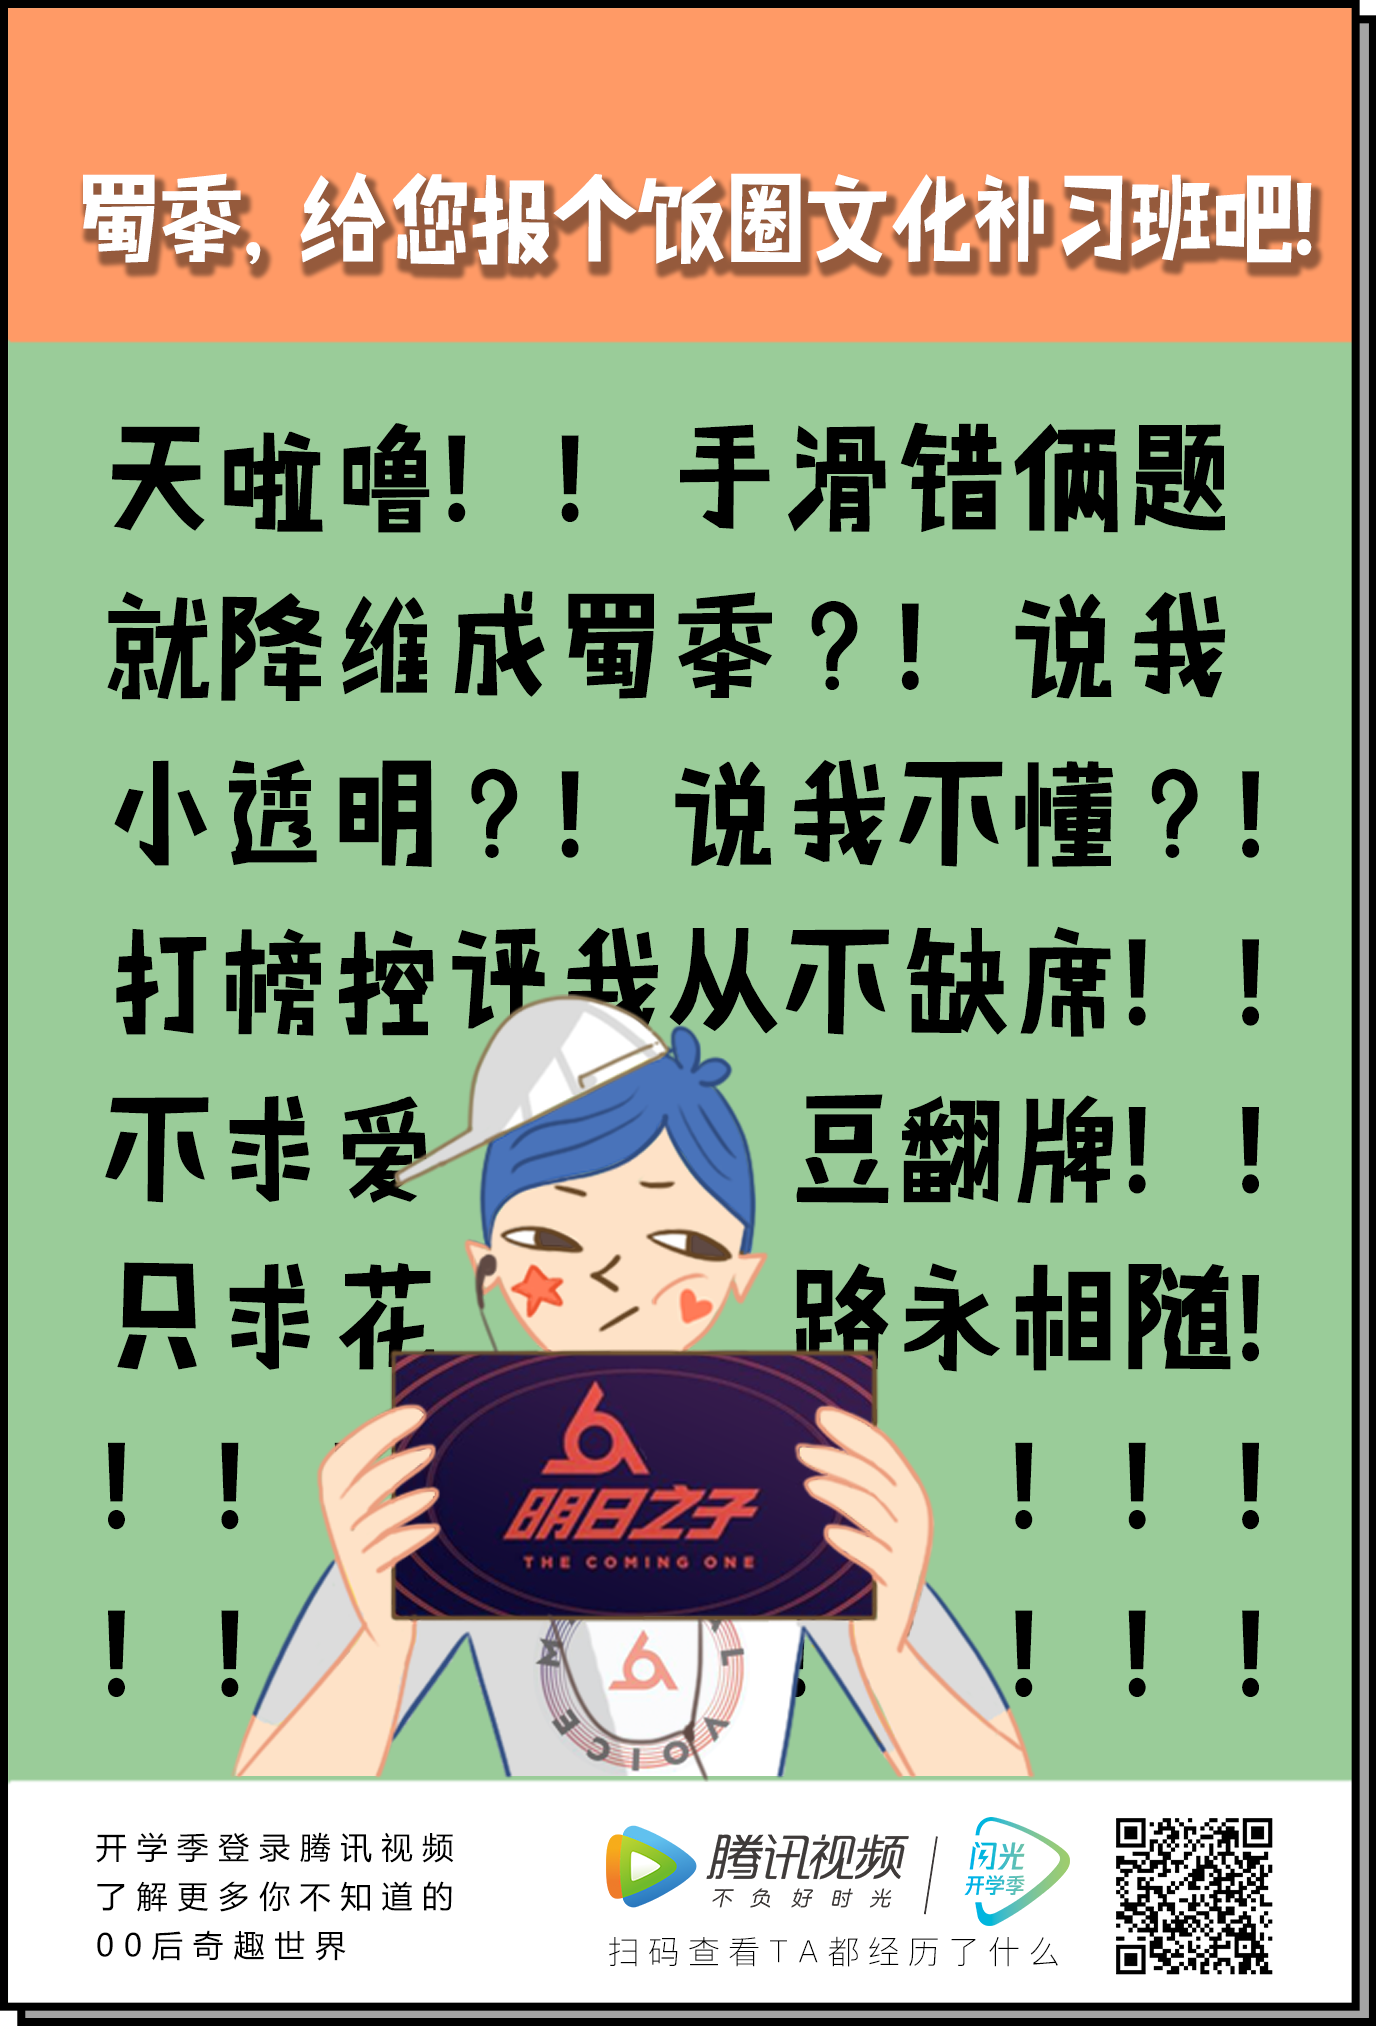 蜀黍，给您报个饭圈文化补习班吧！
天啦噜！！手滑错俩题
就降维成蜀黍？！说我
小透明？！说我不懂？！
打榜控评我从不缺席！！
不求爱豆翻牌！！
只求花路永相随！
！！！！！
！！！！！
明日之子
THE COMING ONE
VOICE
开学季登录腾讯视频
了解更多你不知道的
00后奇趣世界
腾讯视频
不负好时光
闪光
开学季
扫码查看TA都经历了什么